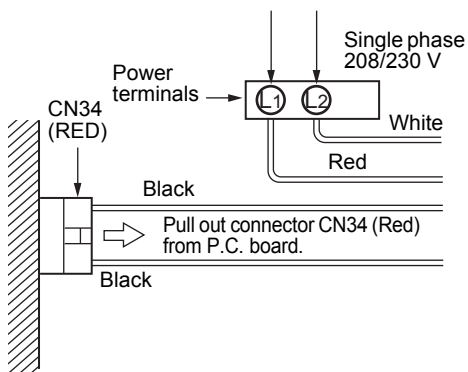 Single phase
208/230 V
Power
terminals
L1 L2
CN34
(RED)
White
Red
Black
Pull out connector CN34 (Red)
from P.C. board.
Black